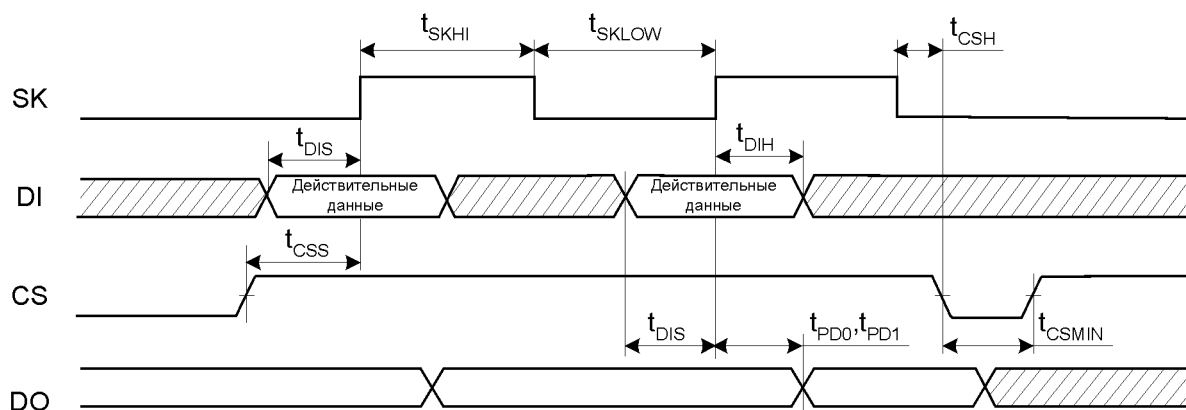 tSKHI
tSKLOW
tCSH
SK
tDIS
tDIH
DI
Действительные
данные
Действительные
данные
tCSS
CS
tDIS
tPD0,tPD1
tCSMIN
DO